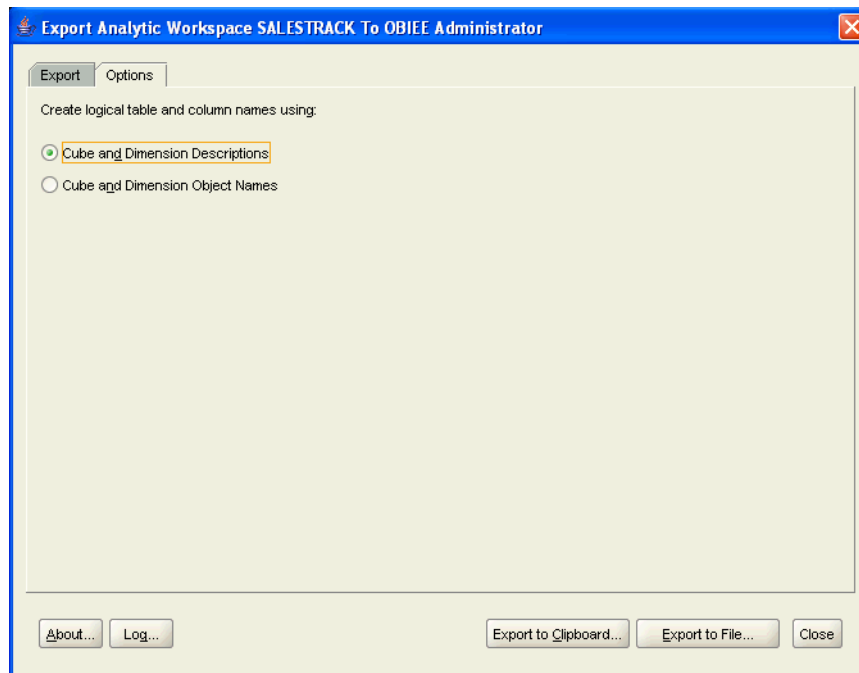 Export Analytic Workspace SALESTRACK To OBIEE Administrator
Export Options
Create logical table and column names using:
Cube and Dimension Descriptions
Cube and Dimension Object Names
About... Log... Export to Clipboard... Export to File... Close